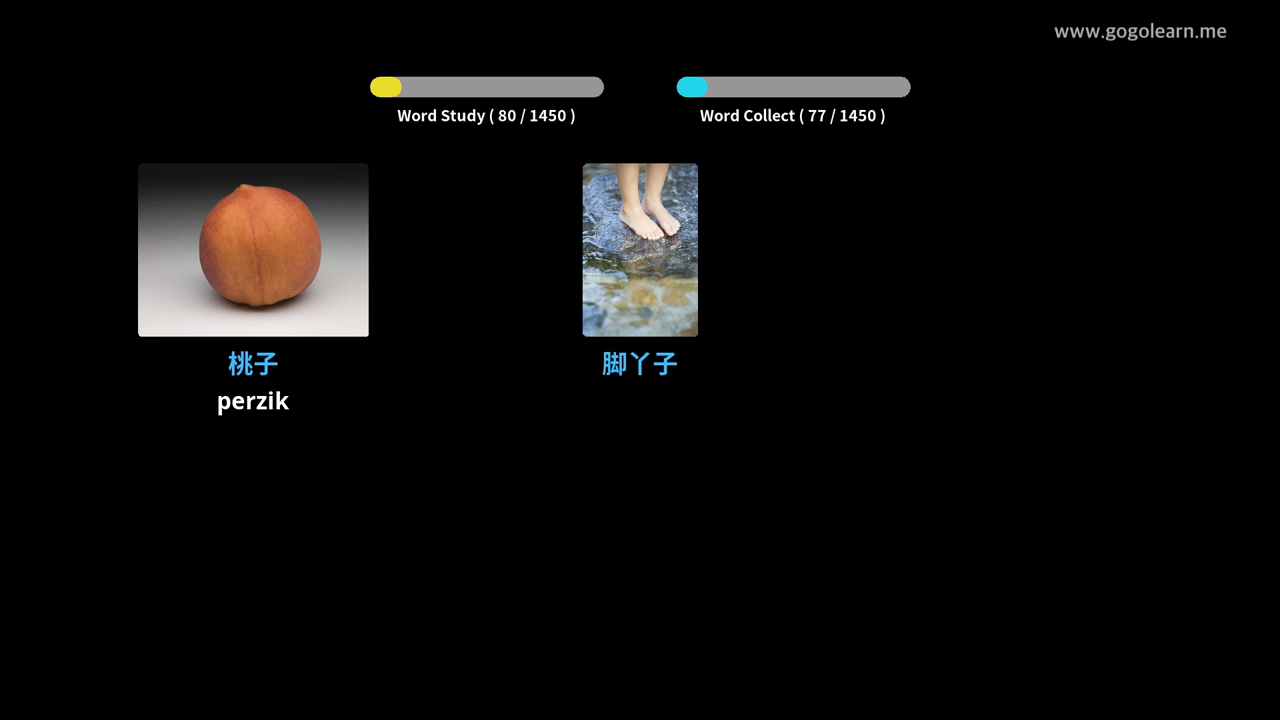 www.gogolearn.me
Word Study ( 80 / 1450 )
Word Collect ( 77 / 1450 )
桃子
perzik
脚丫子